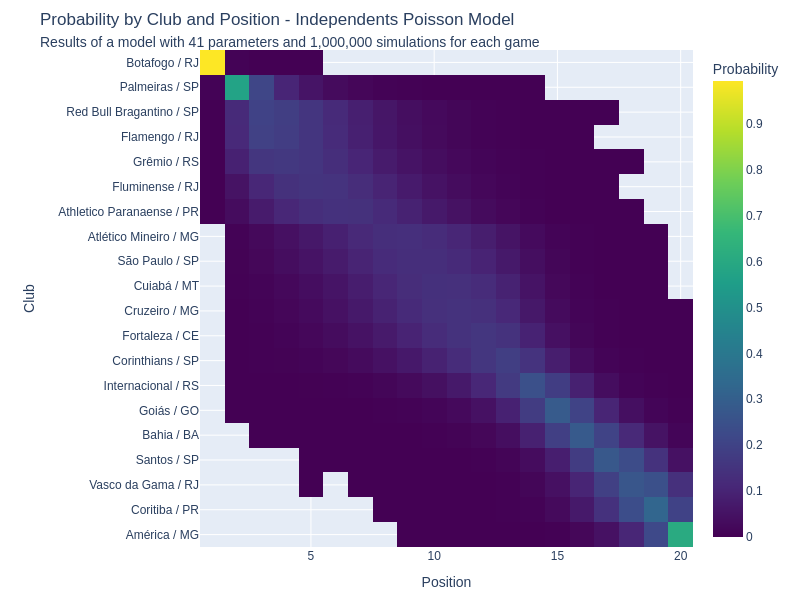 Probability by Club and Position - Independents Poisson Model
Results of a model with 41 parameters and 1,000,000 simulations for each game
Probability
Club
Botafogo / RJ
Palmeiras / SP
Red Bull Bragantino / SP
Flamengo / RJ
Grêmio / RS
Fluminense / RJ
Athletico Paranaense / PR
Atlético Mineiro / MG
São Paulo / SP
Cuiabá / MT
Cruzeiro / MG
Fortaleza / CE
Corinthians / SP
Internacional / RS
Goiás / GO
Bahia / BA
Santos / SP
Vasco da Gama / RJ
Coritiba / PR
América / MG
0.9
0.8
0.7
0.6
0.5
0.4
0.3
0.2
0.1
0
5
10
15
20
Position